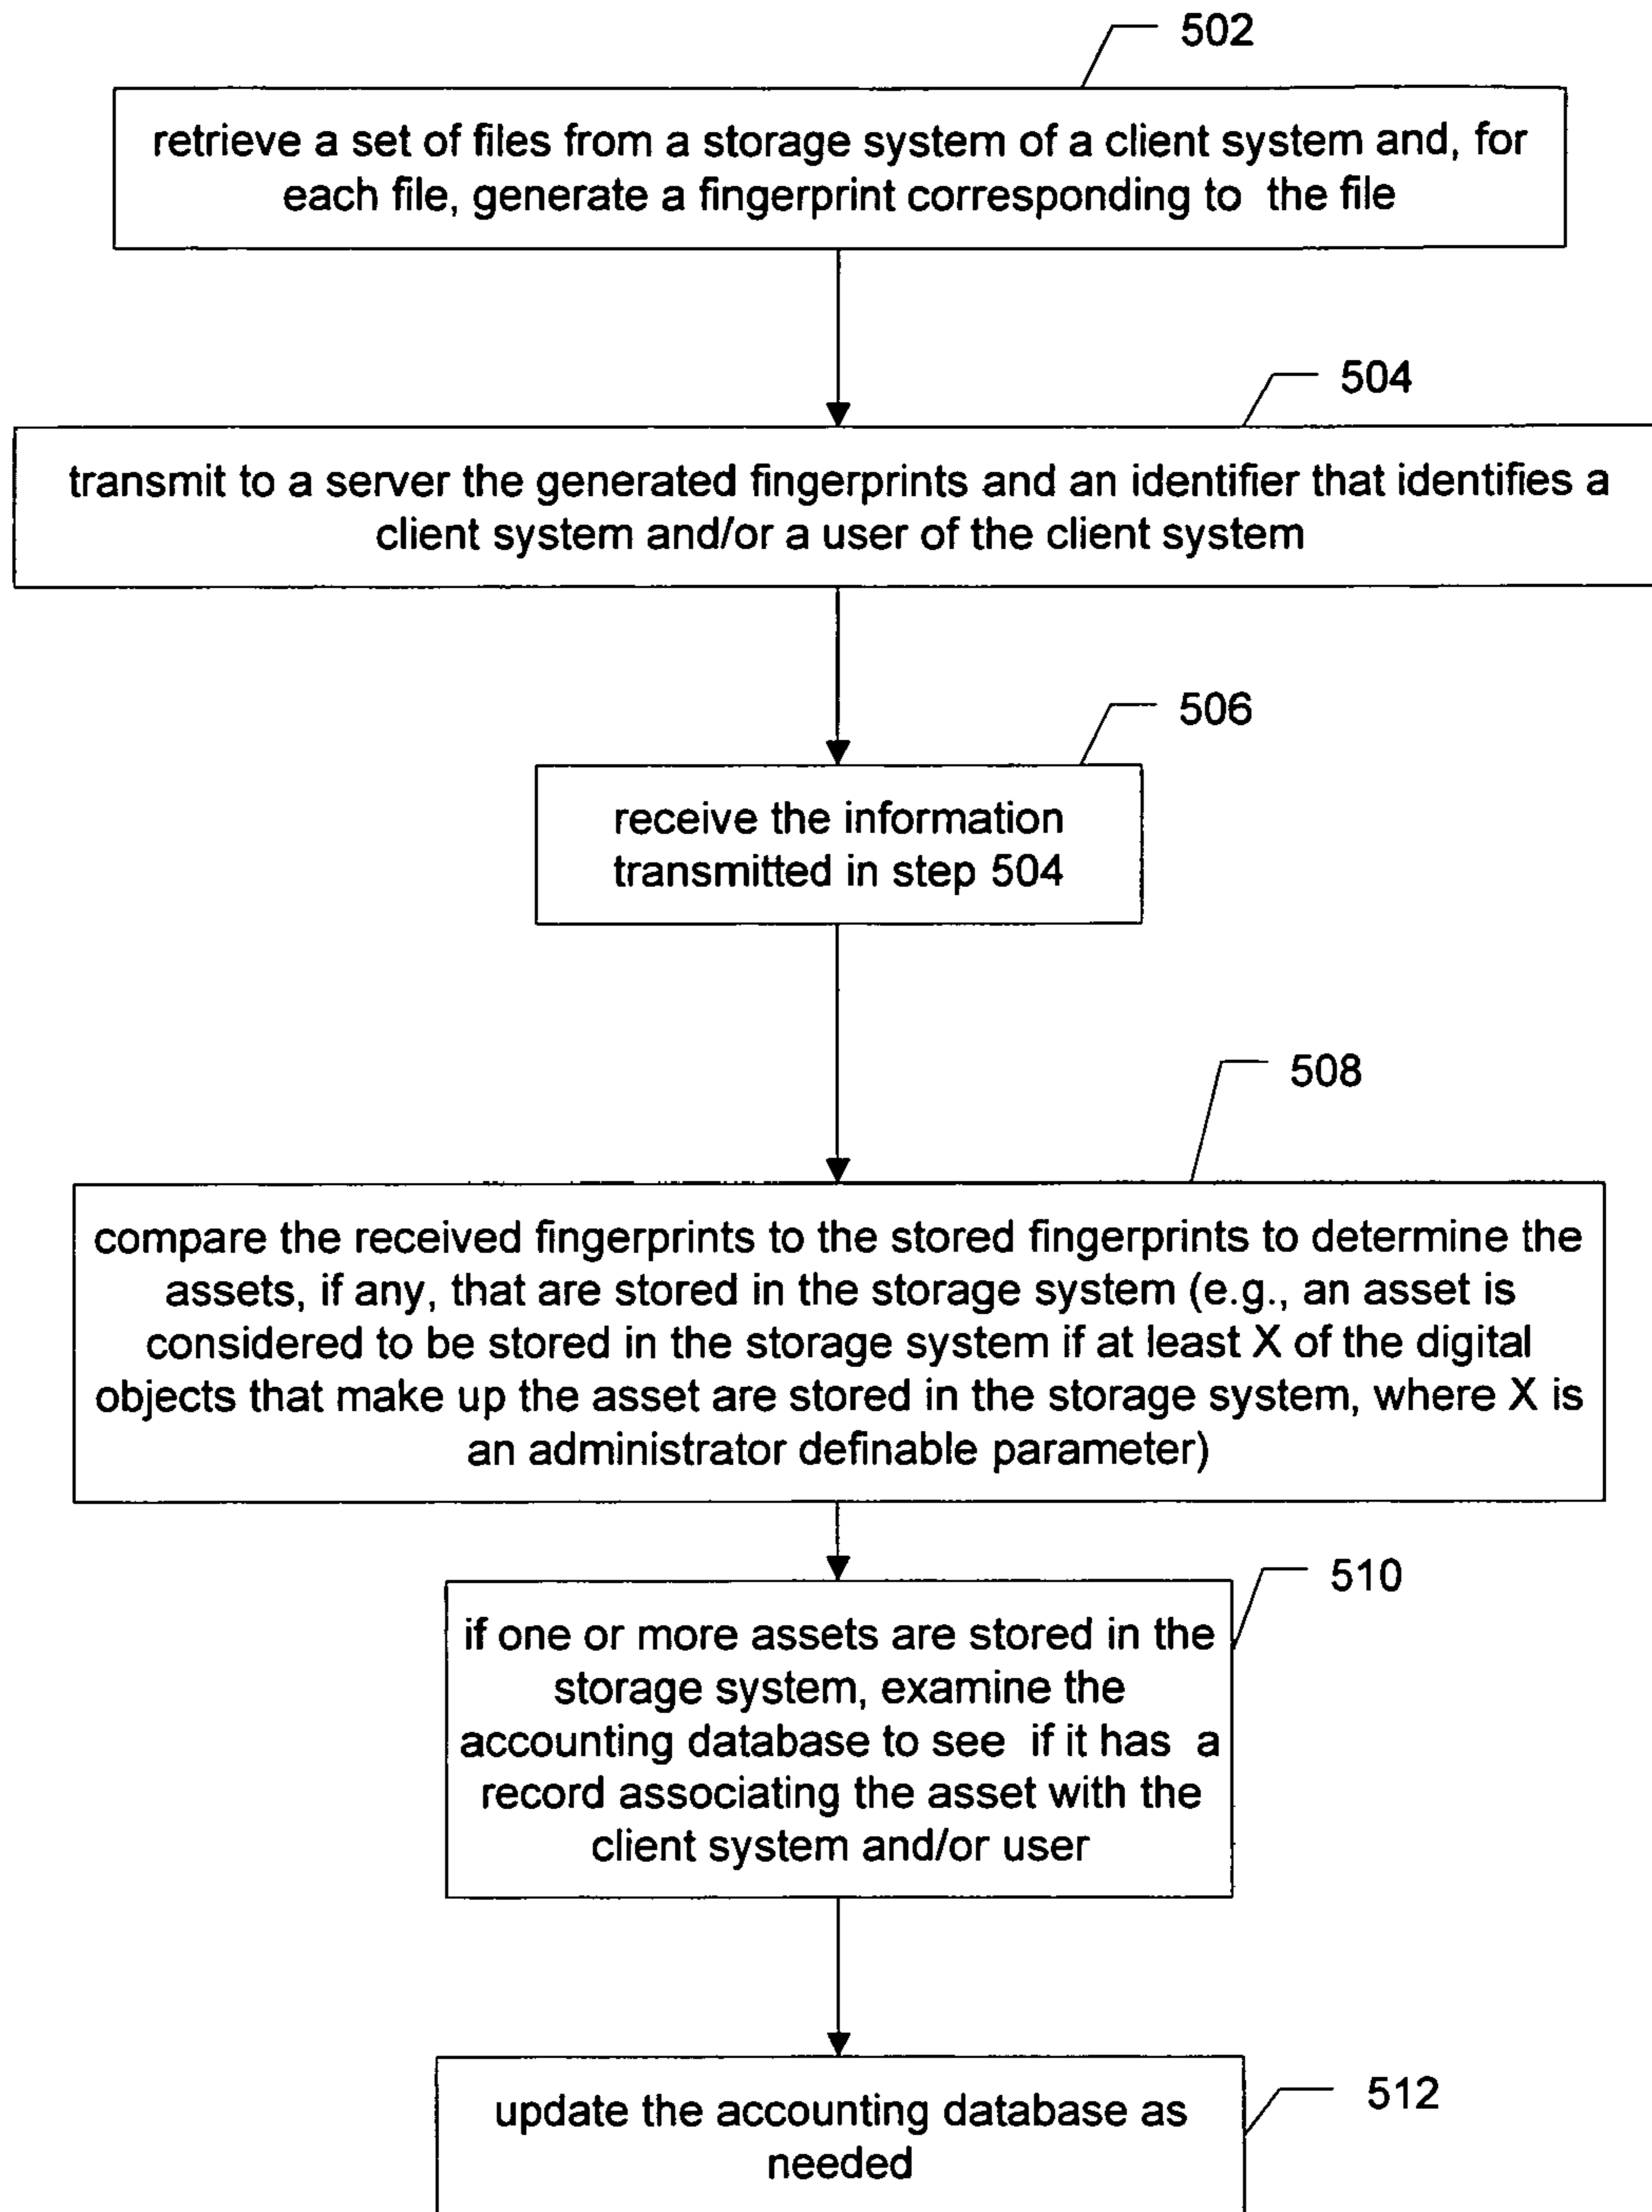 502
retrieve a set of files from a storage system of a client system and, for
each file, generate a fingerprint corresponding to the file
504
transmit to a server the generated fingerprints and an identifier that identifies a
client system and/or a user of the client system
506
receive the information
transmitted in step 504
508
compare the received fingerprints to the stored fingerprints to determine the
assets, if any, that are stored in the storage system (e.g., an asset is
considered to be stored in the storage system if at least X of the digital
objects that make up the asset are stored in the storage system, where X is
an administrator definable parameter)
510
if one or more assets are stored in the
storage system, examine the
accounting database to see if it has a
record associating the asset with the
client system and/or user
512
update the accounting database as
needed